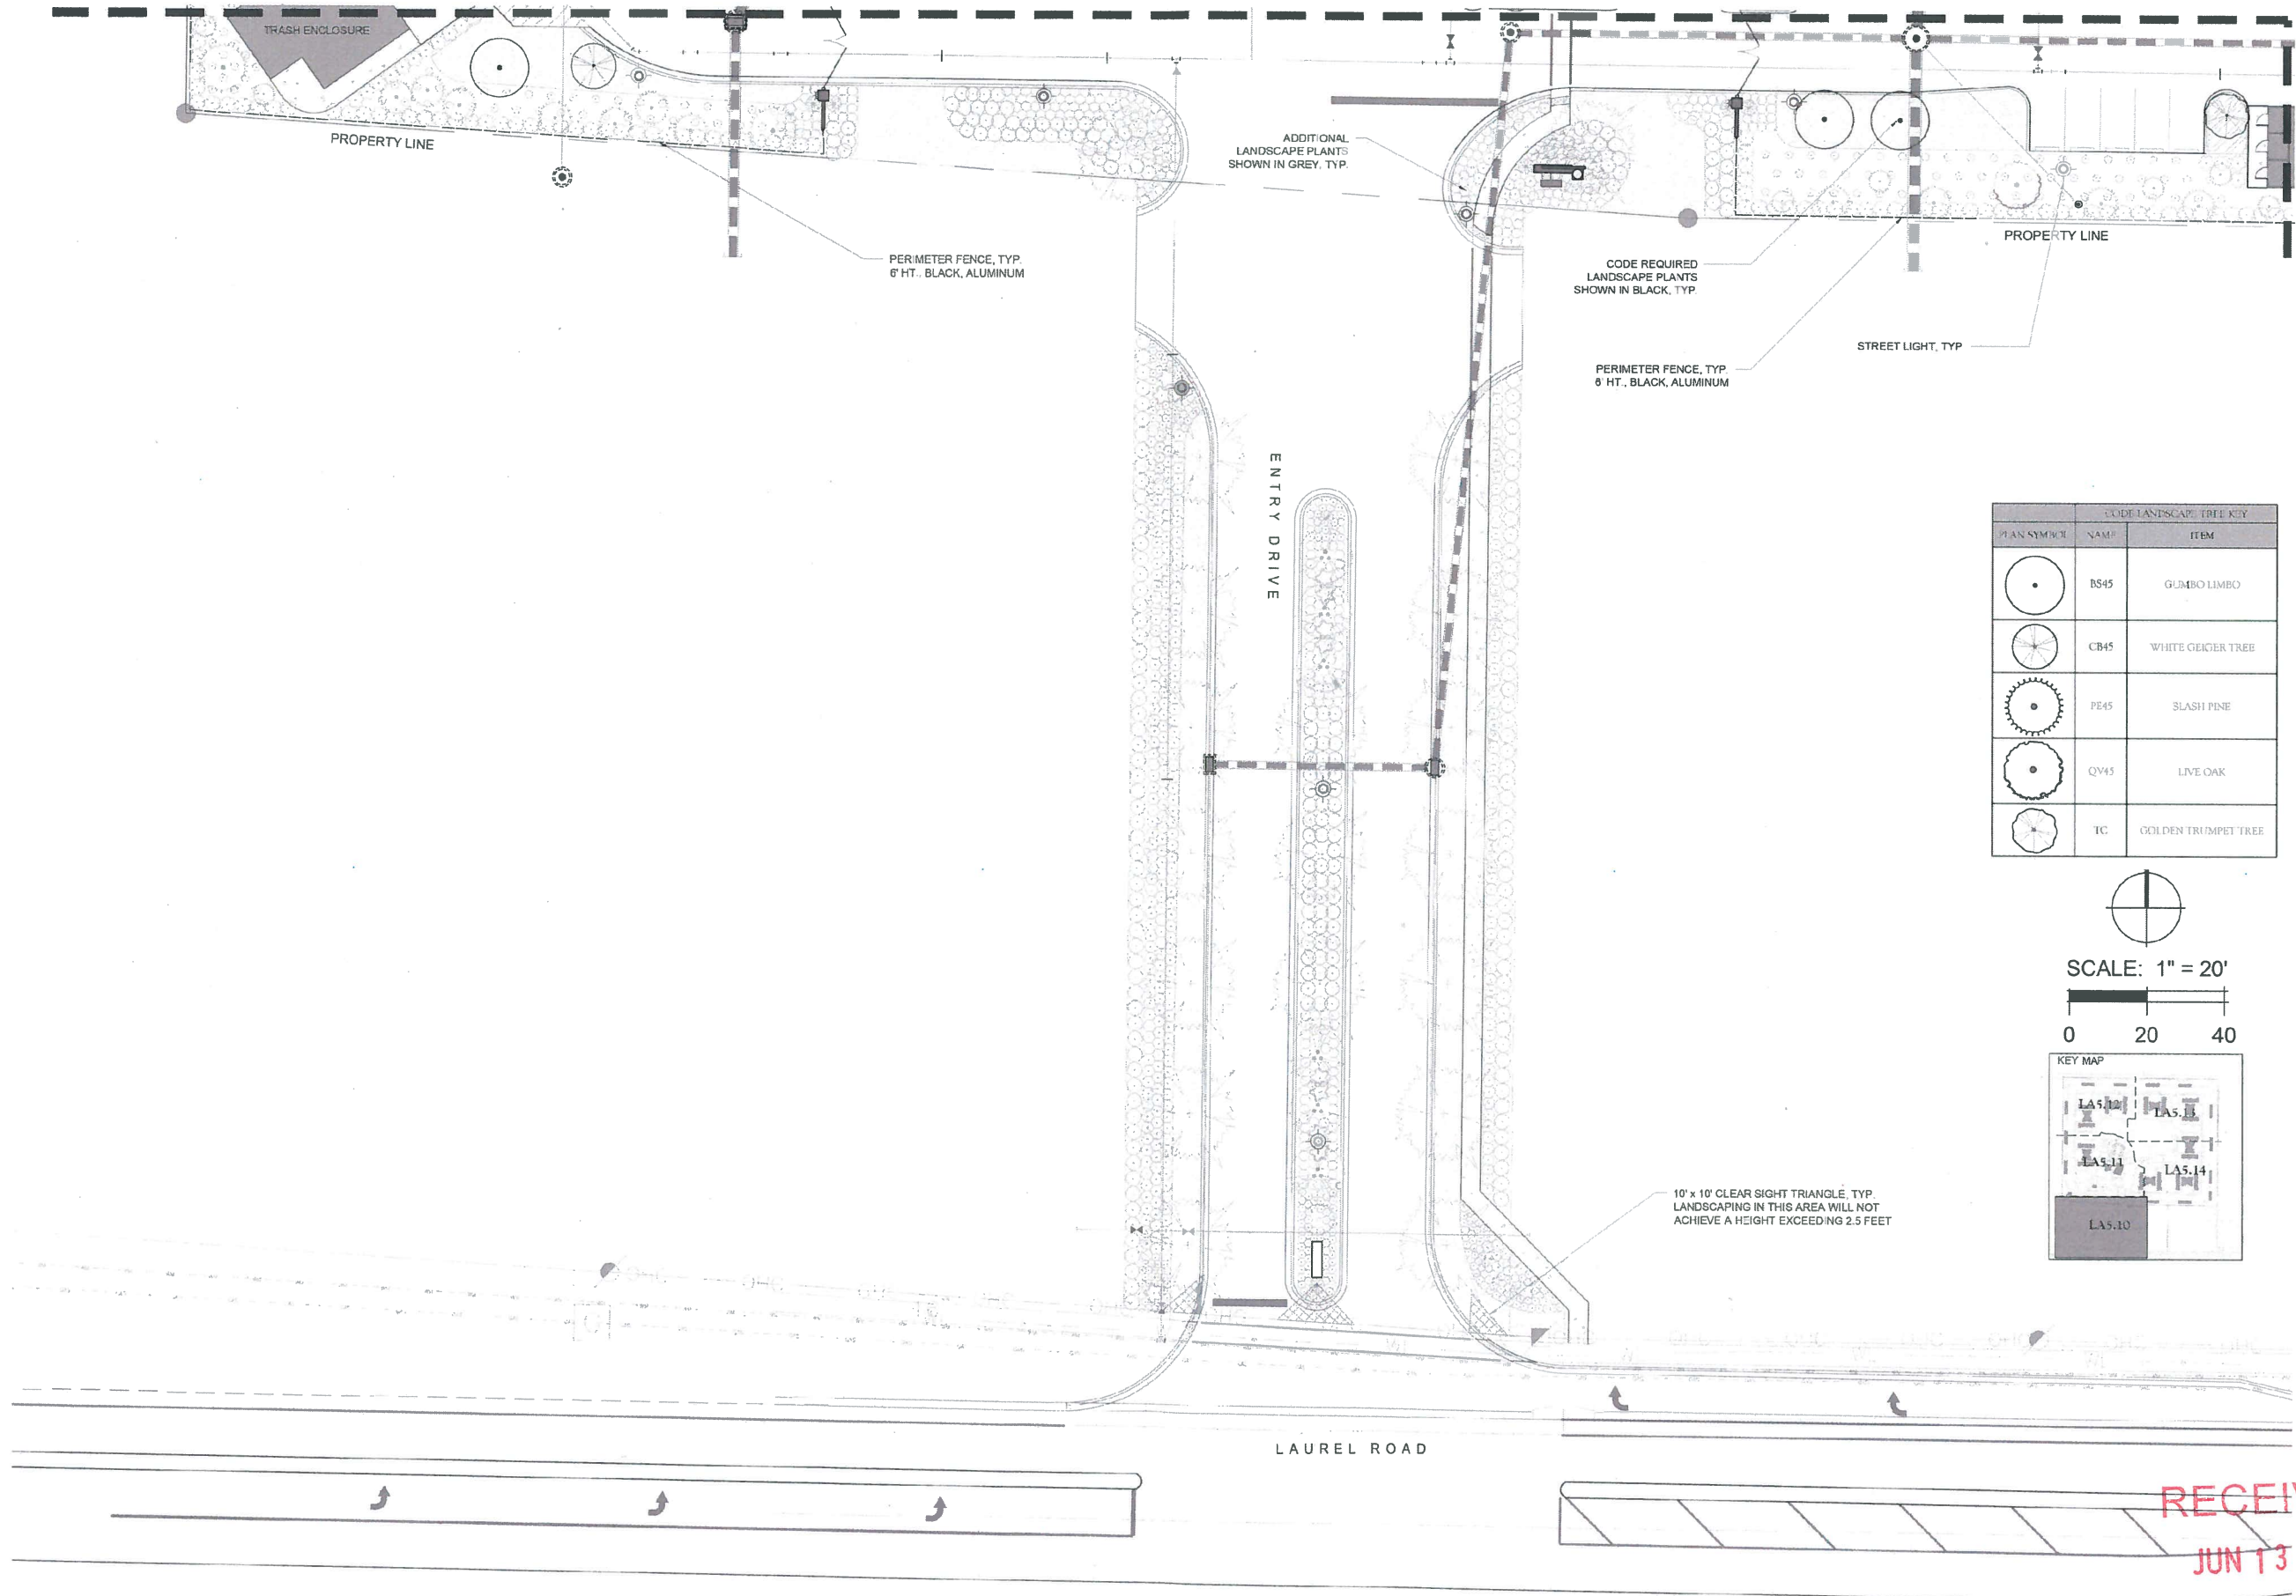 TRASH ENCLOSURE
PROPERTY LINE
ADDITIONAL
LANDSCAPE PLANTS
SHOWN IN GREY, TYP.
PERIMETER FENCE, TYP.
6' HT., BLACK, ALUMINUM
CODE REQUIRED
LANDSCAPE PLANTS
SHOWN IN BLACK, TYP.
PROPERTY LINE
STREET LIGHT, TYP
PERIMETER FENCE, TYP.
6' HT., BLACK, ALUMINUM
ENTRY DRIVE
CODE LANDSCAPE TREE KEY
PLAN SYMBOL NAME ITEM
BS45 GUMBO LIMBO
CB45 WHITE GEIGER TREE
PE45 SLASH PINE
QV45 LIVE OAK
TC GOLDEN TRUMPET TREE
SCALE: 1" = 20'
0 20 40
KEY MAP
LA5.12 LA5.13
LA5.11 LA5.14
LA5.10
10' x 10' CLEAR SIGHT TRIANGLE, TYP.
LANDSCAPING IN THIS AREA WILL NOT
ACHIEVE A HEIGHT EXCEEDING 2.5 FEET
LAUREL ROAD
RECEI
JUN 13